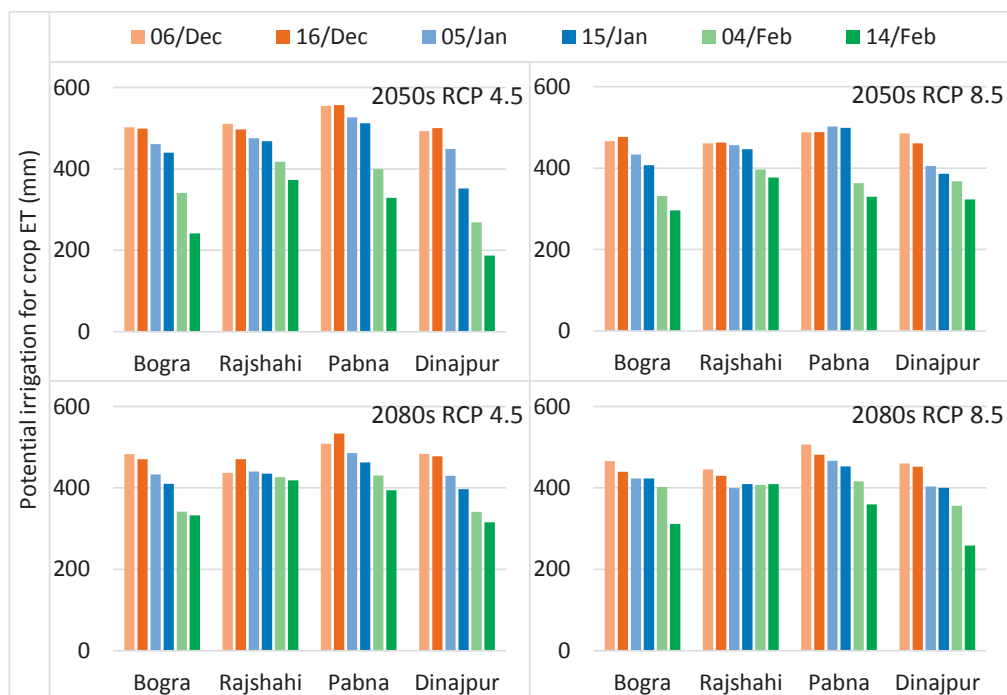 06/Dec 16/Dec 05/Jan 15/Jan 04/Feb 14/Feb
Potential irrigation for crop ET (mm)
2050s RCP 4.5
600
400
200
0
Bogra Rajshahi Pabna Dinajpur
2050s RCP 8.5
600
400
200
0
Bogra Rajshahi Pabna Dinajpur
2080s RCP 4.5
600
400
200
0
Bogra Rajshahi Pabna Dinajpur
2080s RCP 8.5
600
400
200
0
Bogra Rajshahi Pabna Dinajpur